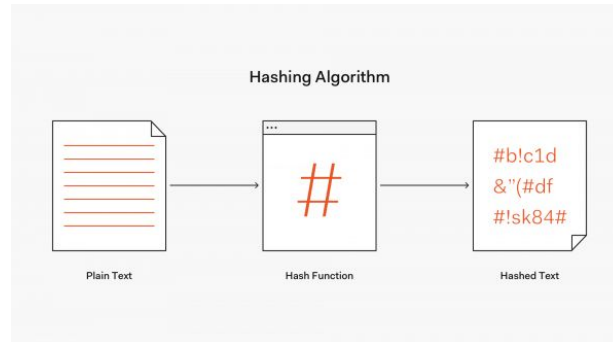 Hashing Algorithm
#
#b!c1d
&"(#df
#!sk84#
Plain Text
Hash Function
Hashed Text